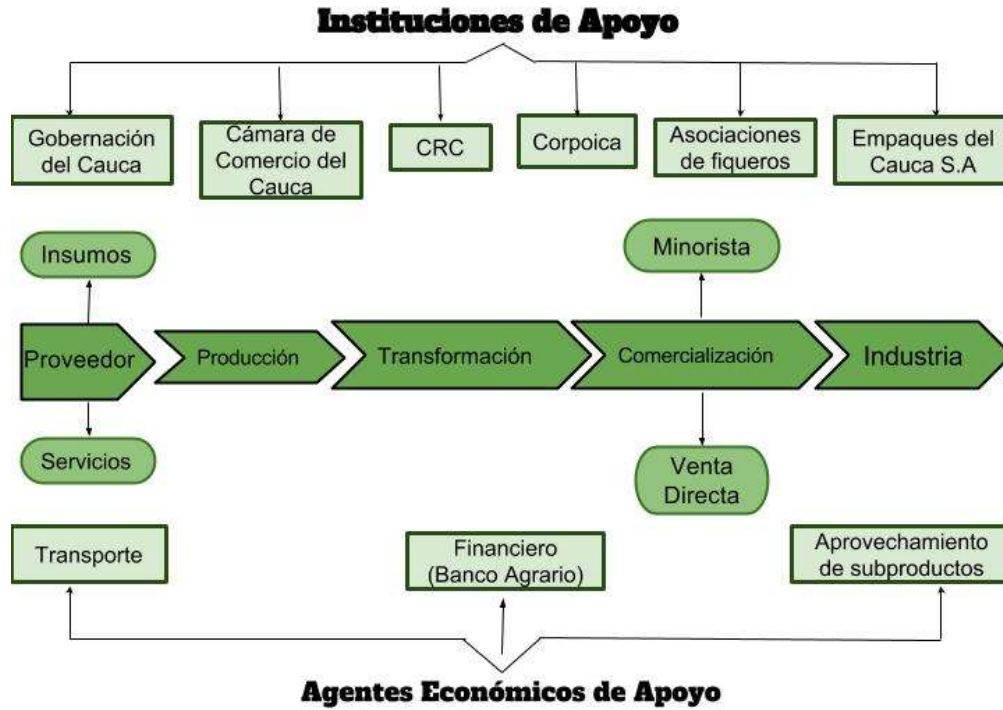 Instituciones de Apoyo
Gobernación
del Cauca
Cámara de
Comercio del
Cauca
CRC
Corpoica
Asociaciones
de fiqueros
Empaques del
Cauca S.A
Insumos
Minorista
Proveedor
Producción
Transformación
Comercialización
Industria
Servicios
Venta
Directa
Transporte
Financiero
(Banco Agrario)
Aprovechamiento
de subproductos
Agentes Económicos de Apoyo